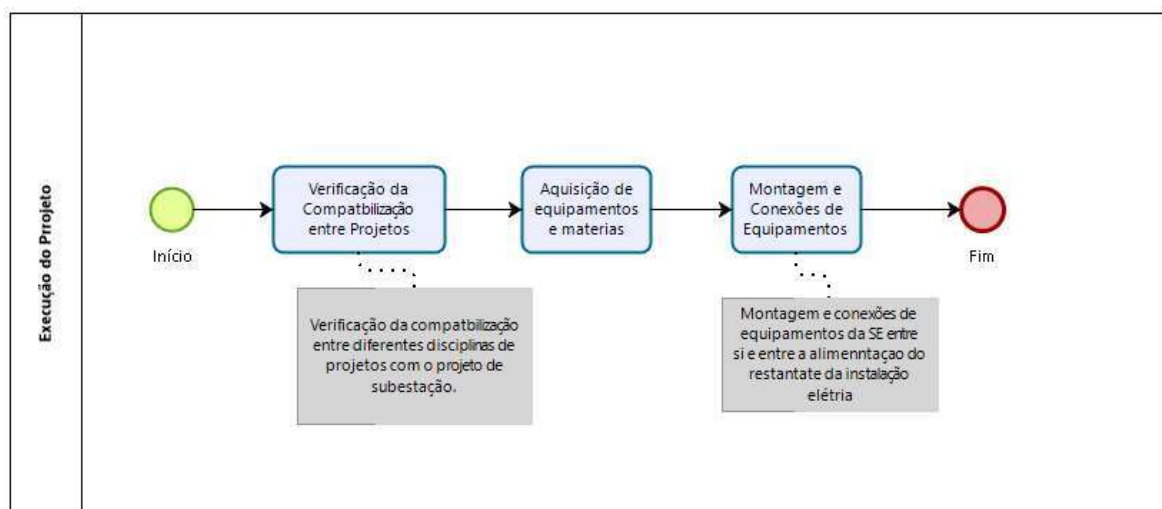 Execução do Prrojeto
Início
Verificação da
Compatbilização
entre Projetos
Aquisição de
equipamentos
e materias
Montagem e
Conexões de
Equipamentos
Fim
Verificação da compatbilização
entre diferentes disciplinas de
projetos com o projeto de
subestação.
Montagem e conexões de
equipamentos da SE entre
si e entre a alimenntaçao do
restantate da instalação
elétria